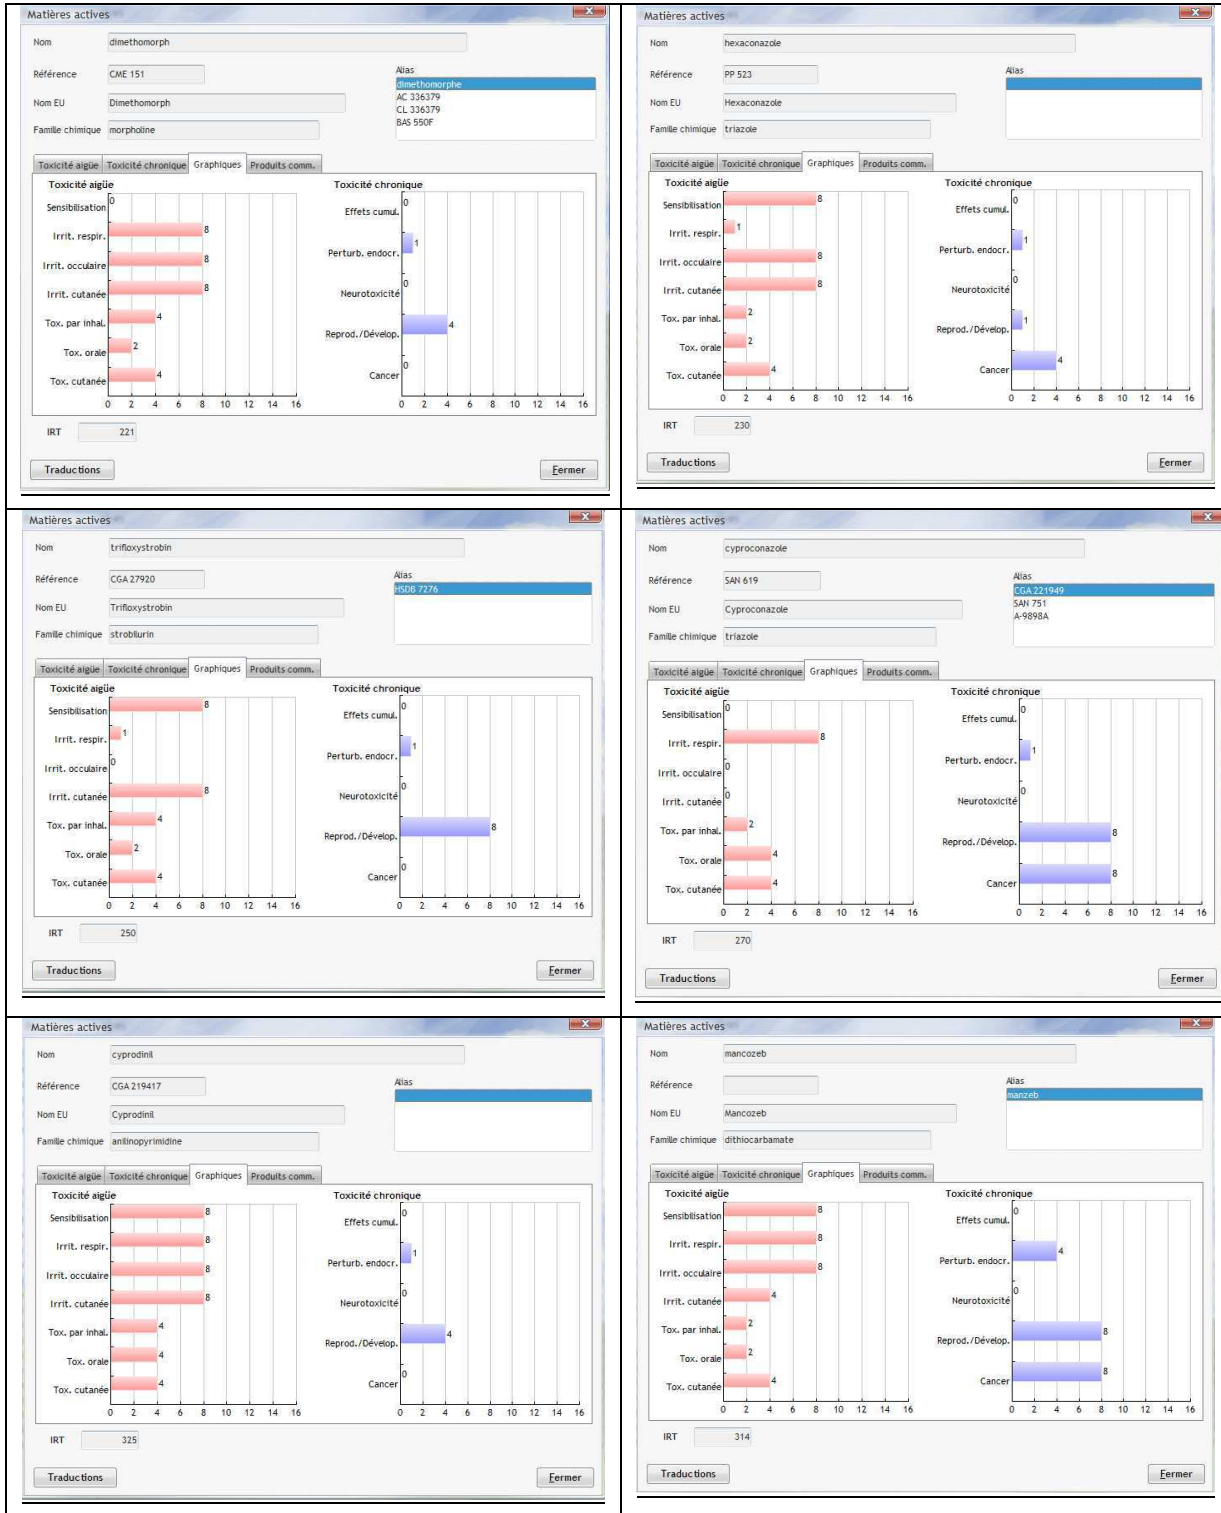 Matières actives
Nom dimethomorph
Référence CME 151
Alias
dimethomorphe
AC 336379
CL 336379
BAS 550F
Nom EU Dimethomorph
Famille chimique morpholine
Toxicité aigüe Toxicité chronique Graphiques Produits comm.
Toxicité aigüe
Sensibilisation 0
Irrit. respir. 8
Irrit. occulaire 8
Irrit. cutanée 8
Tox. par inhal. 4
Tox. orale 2
Tox. cutanée 4
0 2 4 6 8 10 12 14 16
Toxicité chronique
Effets cumul. 0
Perturb. endocr. 1
Neurotoxicité 0
Reprod./Dévelop. 4
Cancer 0
0 2 4 6 8 10 12 14 16
IRT 221
Traductions Fermer
Matières actives
Nom hexaconazole
Référence PP 523
Alias
Nom EU Hexaconazole
Famille chimique triazole
Toxicité aigüe Toxicité chronique Graphiques Produits comm.
Toxicité aigüe
Sensibilisation 8
Irrit. respir. 1
Irrit. occulaire 8
Irrit. cutanée 8
Tox. par inhal. 2
Tox. orale 2
Tox. cutanée 4
0 2 4 6 8 10 12 14 16
Toxicité chronique
Effets cumul. 0
Perturb. endocr. 1
Neurotoxicité 0
Reprod./Dévelop. 1
Cancer 4
0 2 4 6 8 10 12 14 16
IRT 230
Traductions Fermer
Matières actives
Nom trifloxystrobin
Référence CGA 27920
Alias
HSDB 7276
Nom EU Trifloxystrobin
Famille chimique strobilurin
Toxicité aigüe Toxicité chronique Graphiques Produits comm.
Toxicité aigüe
Sensibilisation 8
Irrit. respir. 1
Irrit. occulaire 0
Irrit. cutanée 8
Tox. par inhal. 4
Tox. orale 2
Tox. cutanée 4
0 2 4 6 8 10 12 14 16
Toxicité chronique
Effets cumul. 0
Perturb. endocr. 1
Neurotoxicité 0
Reprod./Dévelop. 8
Cancer 0
0 2 4 6 8 10 12 14 16
IRT 250
Traductions Fermer
Matières actives
Nom cyproconazole
Référence SAN 619
Alias
CGA 221949
SAN 751
A-9898A
Nom EU Cyproconazole
Famille chimique triazole
Toxicité aigüe Toxicité chronique Graphiques Produits comm.
Toxicité aigüe
Sensibilisation 0
Irrit. respir. 8
Irrit. occulaire 0
Irrit. cutanée 0
Tox. par inhal. 2
Tox. orale 4
Tox. cutanée 4
0 2 4 6 8 10 12 14 16
Toxicité chronique
Effets cumul. 0
Perturb. endocr. 1
Neurotoxicité 0
Reprod./Dévelop. 8
Cancer 8
0 2 4 6 8 10 12 14 16
IRT 270
Traductions Fermer
Matières actives
Nom cyprodinil
Référence CGA 219417
Alias
Nom EU Cyprodinil
Famille chimique anilinopyrimidine
Toxicité aigüe Toxicité chronique Graphiques Produits comm.
Toxicité aigüe
Sensibilisation 8
Irrit. respir. 8
Irrit. occulaire 8
Irrit. cutanée 8
Tox. par inhal. 4
Tox. orale 4
Tox. cutanée 4
0 2 4 6 8 10 12 14 16
Toxicité chronique
Effets cumul. 0
Perturb. endocr. 1
Neurotoxicité 0
Reprod./Dévelop. 4
Cancer 0
0 2 4 6 8 10 12 14 16
IRT 325
Traductions Fermer
Matières actives
Nom mancozeb
Référence
Alias
manzeb
Nom EU Mancozeb
Famille chimique dithiocarbamate
Toxicité aigüe Toxicité chronique Graphiques Produits comm.
Toxicité aigüe
Sensibilisation 8
Irrit. respir. 8
Irrit. occulaire 8
Irrit. cutanée 4
Tox. par inhal. 2
Tox. orale 2
Tox. cutanée 4
0 2 4 6 8 10 12 14 16
Toxicité chronique
Effets cumul. 0
Perturb. endocr. 4
Neurotoxicité 0
Reprod./Dévelop. 8
Cancer 8
0 2 4 6 8 10 12 14 16
IRT 314
Traductions Fermer